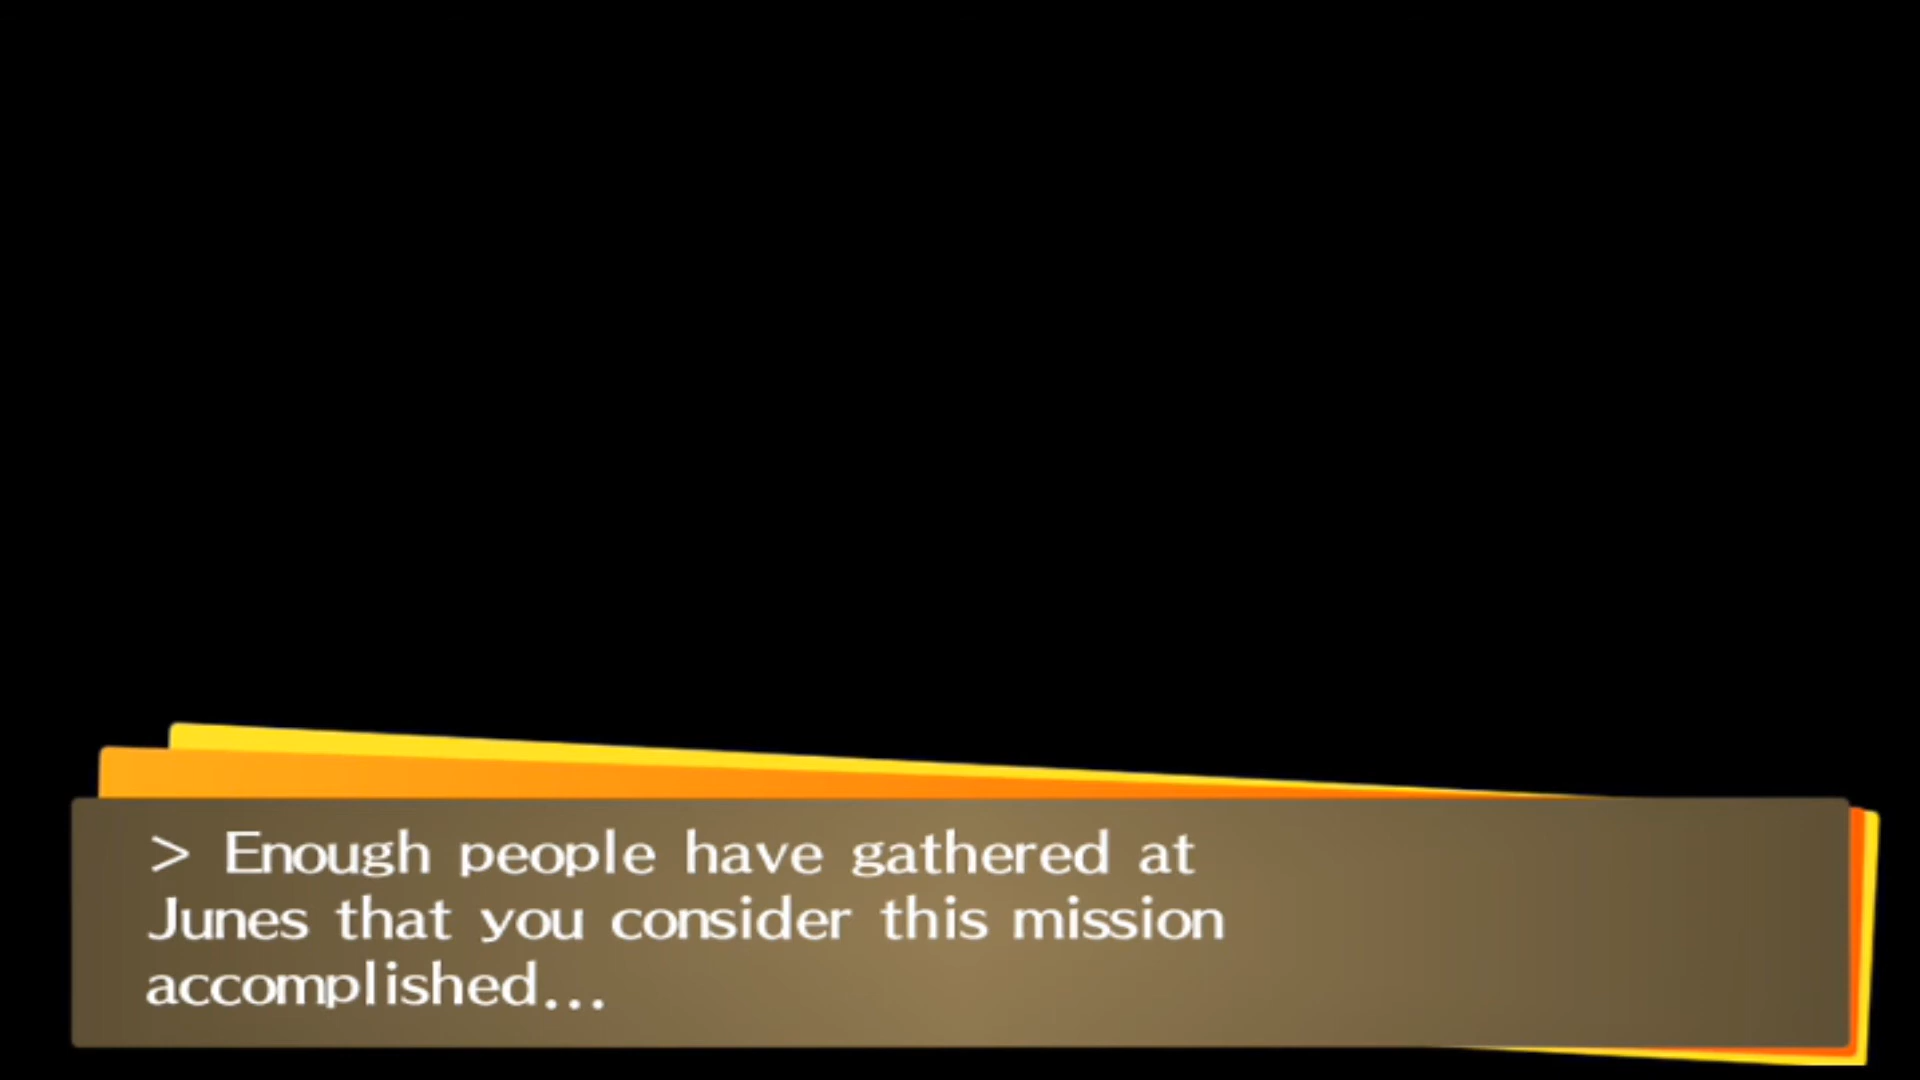 > Enough people have gathered at
Junes that you consider this mission
accomplished...